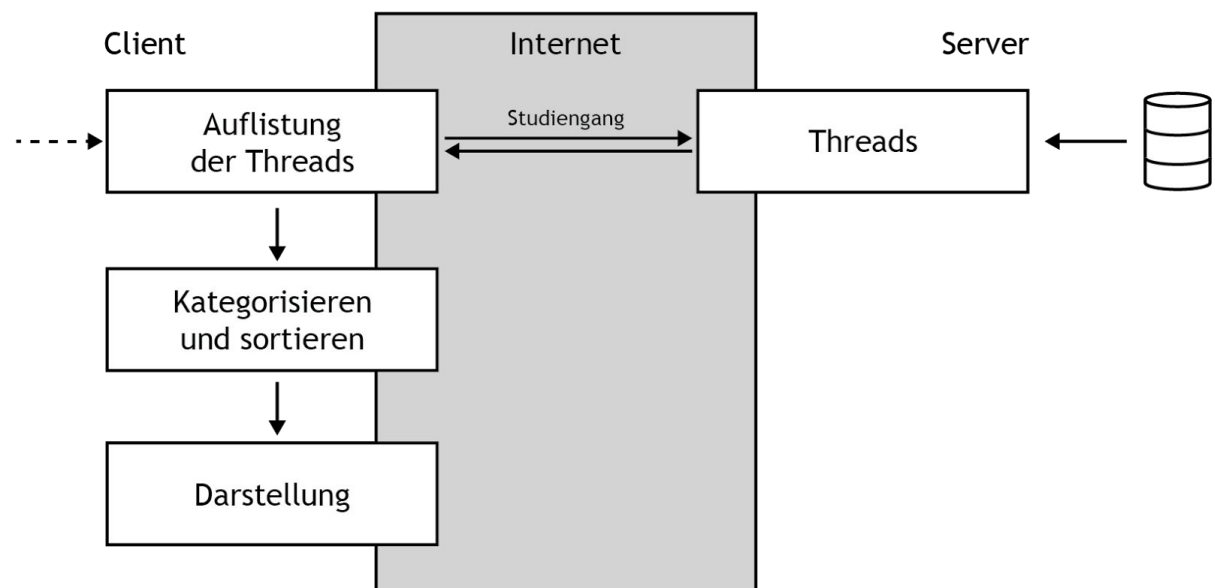 Client
Internet
Server
Auflistung
der Threads
Studiengang
Threads
Kategorisieren
und sortieren
Darstellung